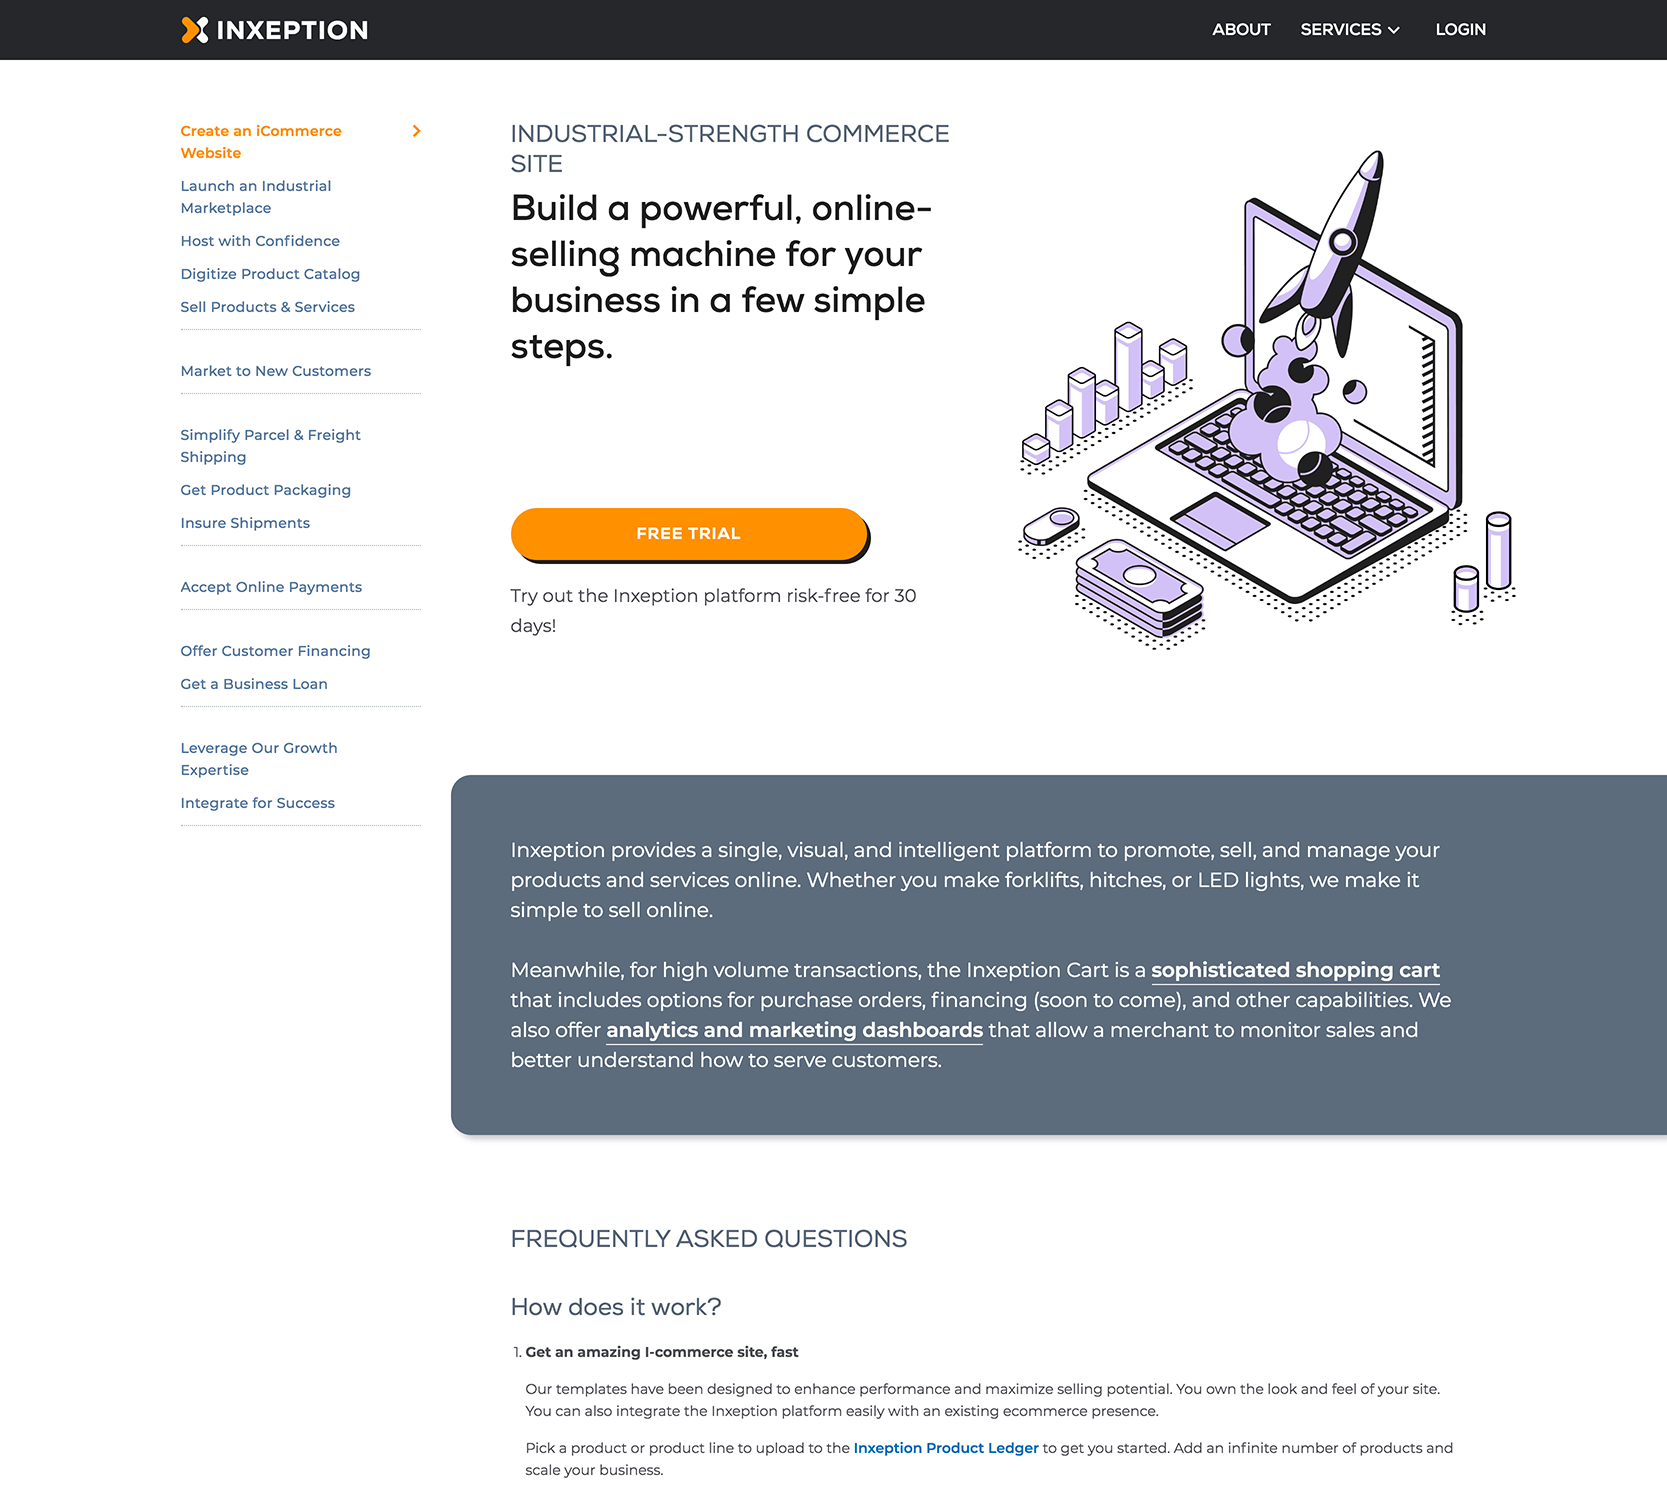 INXEPTION
ABOUT
SERVICES
LOGIN
Create an iCommerce
Website
Launch an Industrial
Marketplace
Host with Confidence
Digitize Product Catalog
Sell Products & Services
Market to New Customers
Simplify Parcel & Freight
Shipping
Get Product Packaging
Insure Shipments
Accept Online Payments
Offer Customer Financing
Get a Business Loan
Leverage Our Growth
Expertise
Integrate for Success
INDUSTRIAL-STRENGTH COMMERCE
SITE
Build a powerful, online-
selling machine for your
business in a few simple
steps.
FREE TRIAL
Try out the Inxeption platform risk-free for 30
days!
Inxeption provides a single, visual, and intelligent platform to promote, sell, and manage your
products and services online. Whether you make forklifts, hitches, or LED lights, we make it
simple to sell online.
Meanwhile, for high volume transactions, the Inxeption Cart is a sophisticated shopping cart
that includes options for purchase orders, financing (soon to come), and other capabilities. We
also offer analytics and marketing dashboards that allow a merchant to monitor sales and
better understand how to serve customers.
FREQUENTLY ASKED QUESTIONS
How does it work?
1. Get an amazing I-commerce site, fast
Our templates have been designed to enhance performance and maximize selling potential. You own the look and feel of your site.
You can also integrate the Inxeption platform easily with an existing ecommerce presence.
Pick a product or product line to upload to the Inxeption Product Ledger to get you started. Add an infinite number of products and
scale your business.